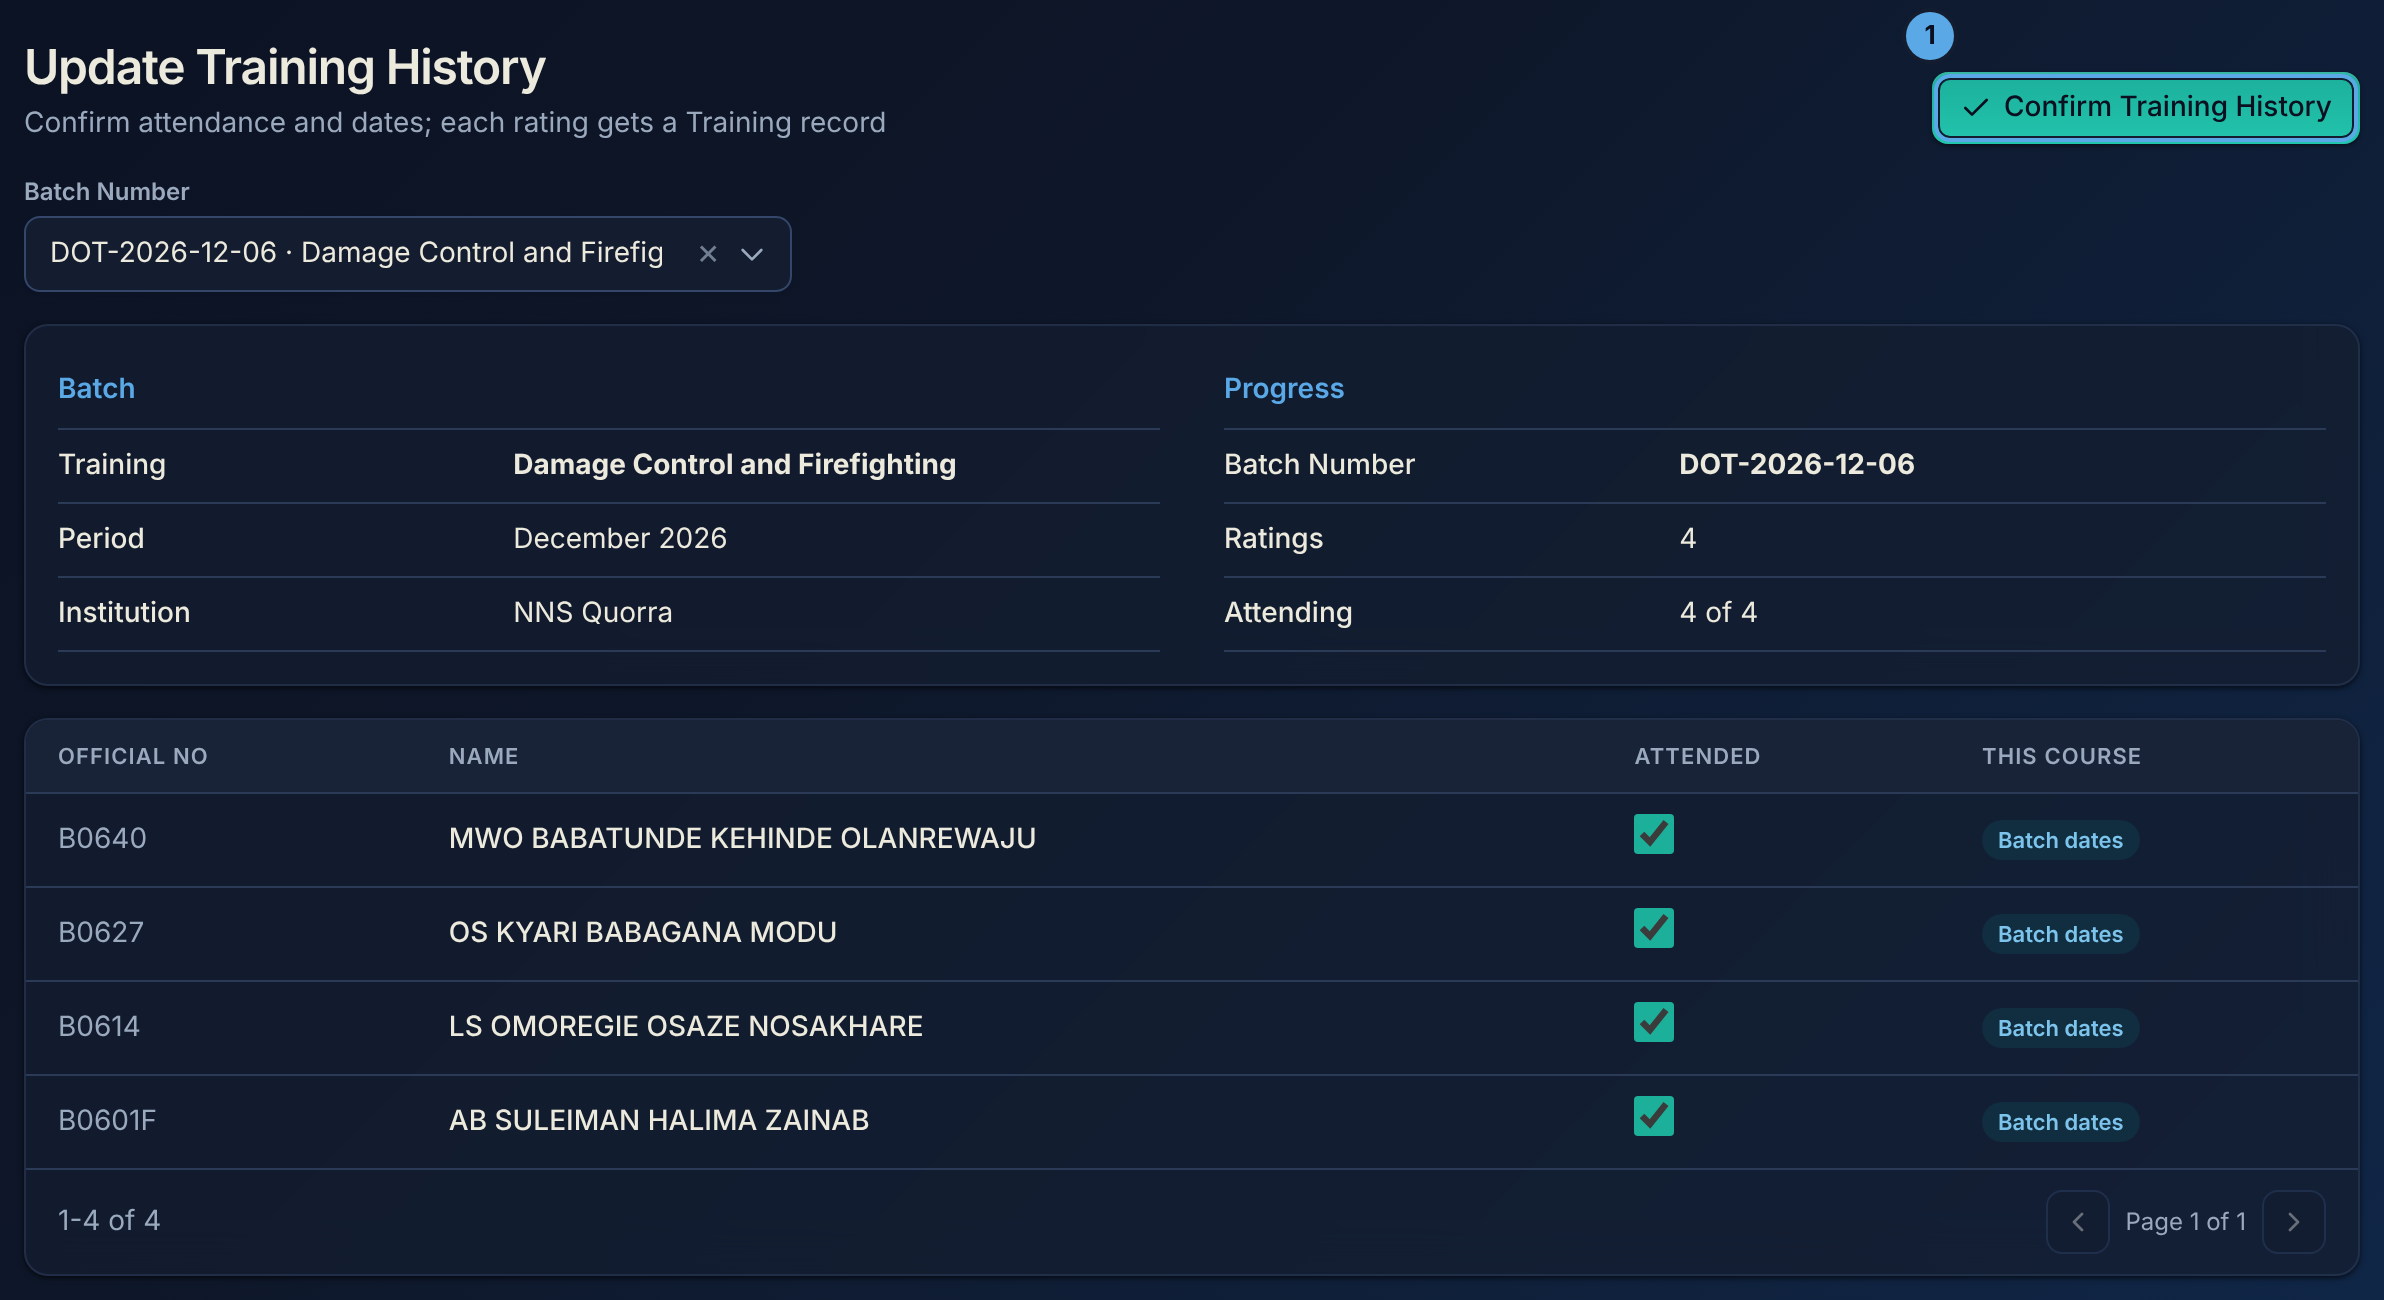 1
Update Training History
Confirm attendance and dates; each rating gets a Training record
Confirm Training History
Batch Number
DOT-2026-12-06 · Damage Control and Firefig
Batch
Training Damage Control and Firefighting
Period December 2026
Institution NNS Quorra
Progress
Batch Number DOT-2026-12-06
Ratings 4
Attending 4 of 4
OFFICIAL NO NAME ATTENDED THIS COURSE
B0640 MWO BABATUNDE KEHINDE OLANREWAJU Batch dates
B0627 OS KYARI BABAGANA MODU Batch dates
B0614 LS OMOREGIE OSAZE NOSAKHARE Batch dates
B0601F AB SULEIMAN HALIMA ZAINAB Batch dates
1-4 of 4 Page 1 of 1